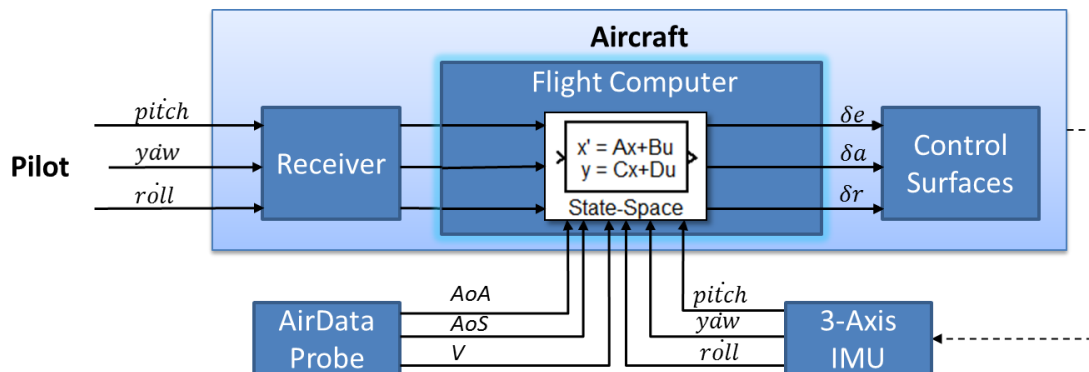 Aircraft
Flight Computer
Pilot
pitch
yaw
roll
Receiver
x' = Ax+Bu
y = Cx+Du
State-Space
δe
δa
δr
Control
Surfaces
AirData
Probe
AoA
AoS
V
pitch
yaw
roll
3-Axis
IMU